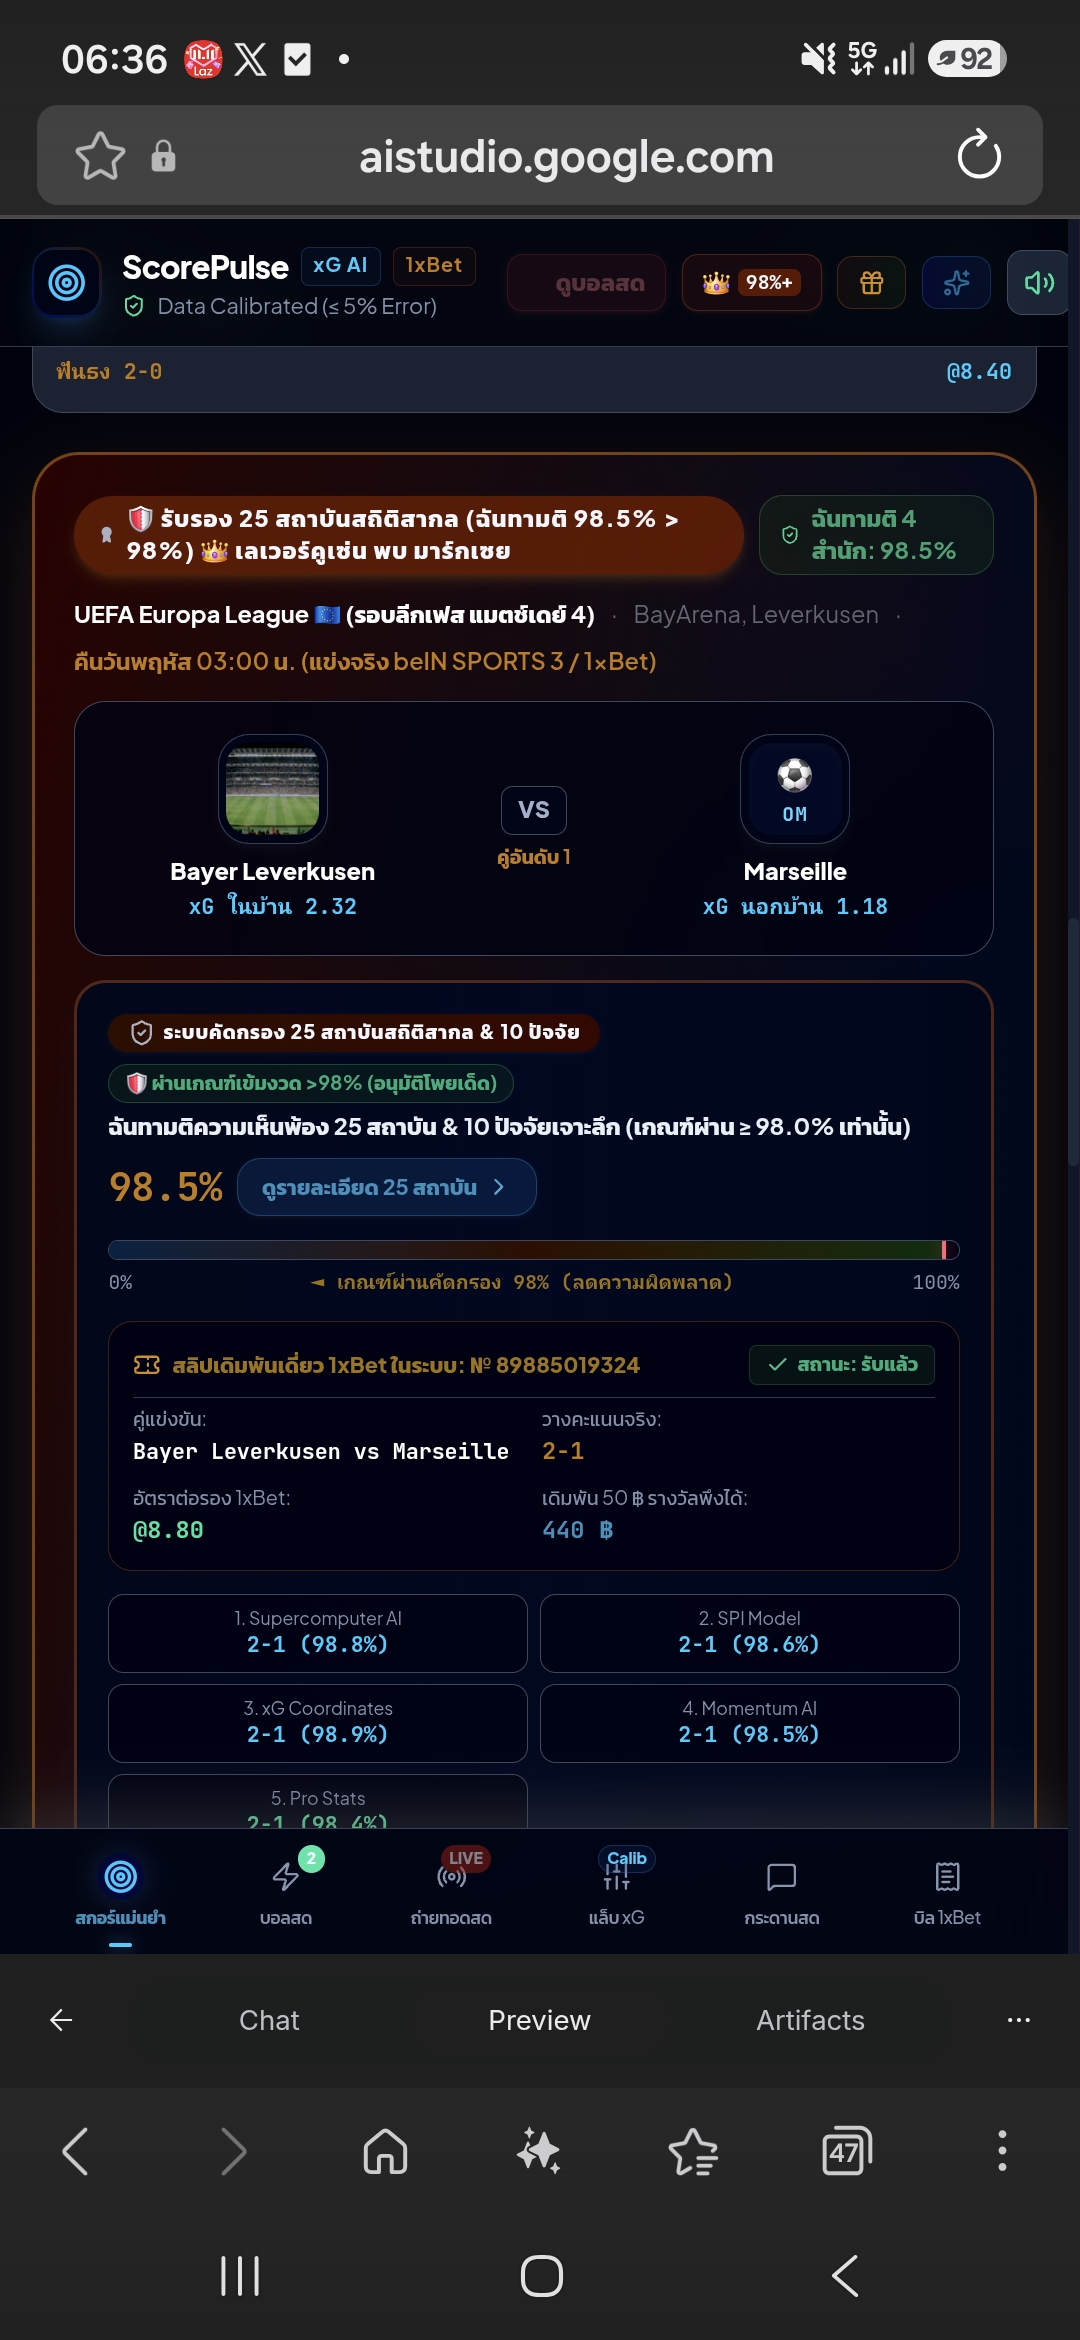 06:36
Laz
5G
92
aistudio.google.com
ScorePulse
xG AI
1xBet
Data Calibrated (≤ 5% Error)
ดูบอลสด
98%+
ฟันธง 2-0
@8.40
รับรอง 25 สถาบันสถิติสากล (ฉันทามติ 98.5% >
98%) 👑 เลเวอร์คูเซ่น พบ มาร์กเซย
ฉันทามติ 4
สำนัก: 98.5%
UEFA Europa League 🇪🇺 (รอบลีกเฟส แมตช์เดย์ 4) · BayArena, Leverkusen ·
คืนวันพฤหัส 03:00 น. (แข่งจริง beIN SPORTS 3 / 1xBet)
VS
OM
คู่อันดับ 1
Bayer Leverkusen
Marseille
xG ในบ้าน 2.32
xG นอกบ้าน 1.18
ระบบคัดกรอง 25 สถาบันสถิติสากล & 10 ปัจจัย
ผ่านเกณฑ์เข้มงวด >98% (อนุมัติโพยเด็ด)
ฉันทามติความเห็นพ้อง 25 สถาบัน & 10 ปัจจัยเจาะลึก (เกณฑ์ผ่าน ≥ 98.0% เท่านั้น)
98.5%
ดูรายละเอียด 25 สถาบัน
0%
◄ เกณฑ์ผ่านคัดกรอง 98% (ลดความผิดพลาด)
100%
สลิปเดิมพันเดี่ยว 1xBet ในระบบ: № 89885019324
สถานะ: รับแล้ว
คู่แข่งขัน:
วางคะแนนจริง:
Bayer Leverkusen vs Marseille
2-1
อัตราต่อรอง 1xBet:
เดิมพัน 50 ฿ รางวัลพึงได้:
@8.80
440 ฿
1. Supercomputer AI
2-1 (98.8%)
2. SPI Model
2-1 (98.6%)
3. xG Coordinates
2-1 (98.9%)
4. Momentum AI
2-1 (98.5%)
5. Pro Stats
2-1 (98.4%)
2
LIVE
Calib
สกอร์แม่นยำ
บอลสด
ถ่ายทอดสด
แล็บ xG
กระดานสด
บิล 1xBet
Chat
Preview
Artifacts
47